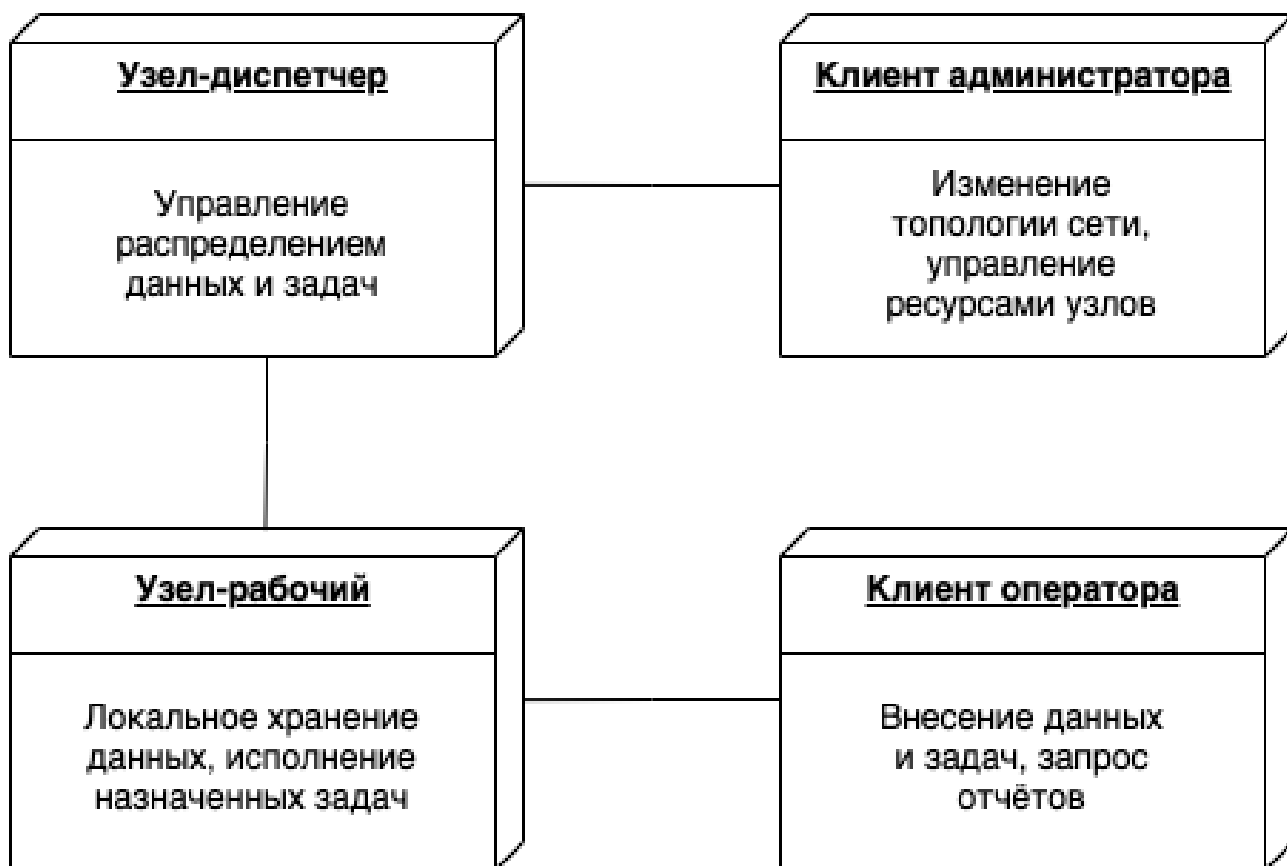 Узел-диспетчер
Управление
распределением
данных и задач
Клиент администратора
Изменение
топологии сети,
управление
ресурсами узлов
Узел-рабочий
Локальное хранение
данных, исполнение
назначенных задач
Клиент оператора
Внесение данных
и задач, запрос
отчётов